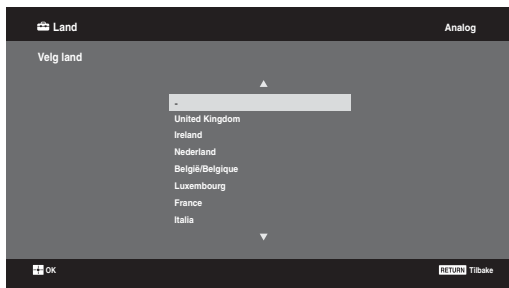 Land
Analog
Velg land
-
United Kingdom
Ireland
Nederland
België/Belgique
Luxembourg
France
Italia
OK
RETURN Tilbake